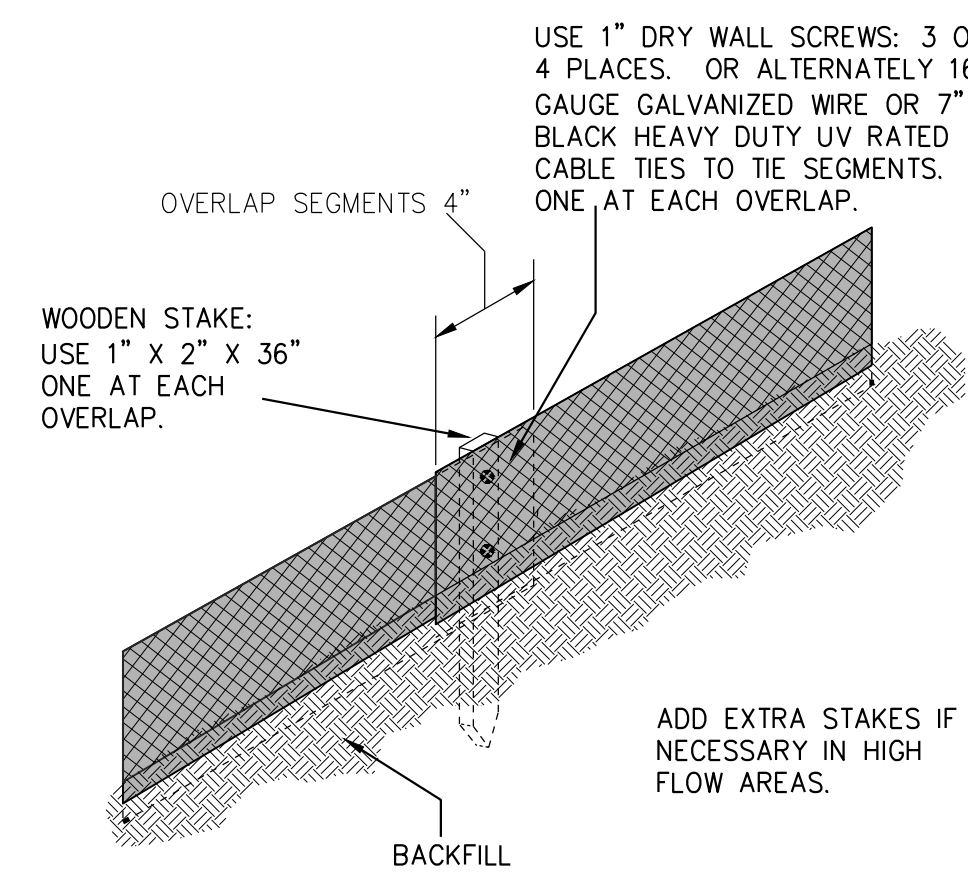 USE 1” DRY WALL SCREWS: 3 O
4 PLACES. OR ALTERNATELY 16
GAUGE GALVANIZED WIRE OR 7”
BLACK HEAVY DUTY UV RATED
CABLE TIES TO TIE SEGMENTS.
ONE AT EACH OVERLAP.
OVERLAP SEGMENTS 4”
WOODEN STAKE:
USE 1” X 2” X 36”
ONE AT EACH
OVERLAP.
ADD EXTRA STAKES IF
NECESSARY IN HIGH
FLOW AREAS.
BACKFILL